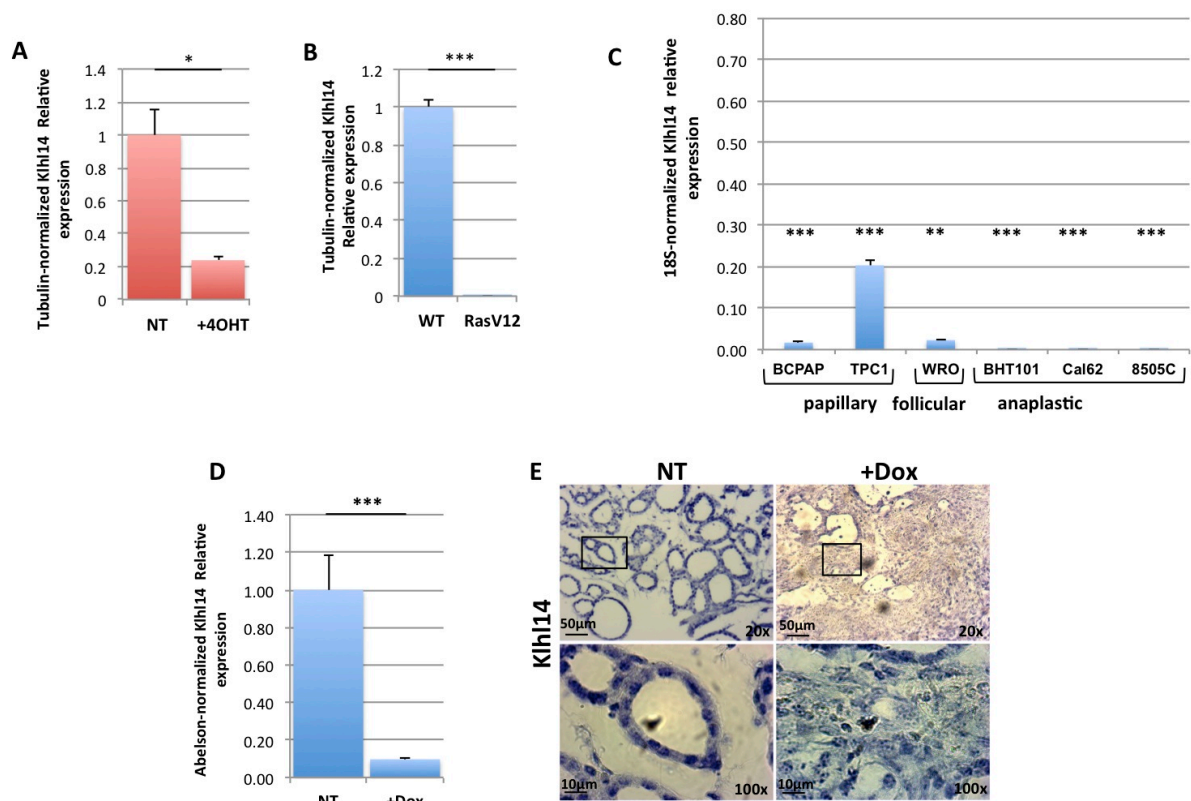 A
Tubulin-normalized Klhl14 Relative
expression
*
1.4
1.2
1
0.8
0.6
0.4
0.2
0
NT +4OHT
B
Tubulin-normalized Klhl14
Relative expression
***
1.2
1
0.8
0.6
0.4
0.2
0
WT RasV12
C
18S-normalized Klhl14 relative
expression
0.80
0.70
0.60
0.50
0.40
0.30
0.20
0.10
0.00
*** *** ** *** *** ***
BCPAP TPC1 WRO BHT101 Cal62 8505C
papillary follicular anaplastic
D
Abelson-normalized Klhl14 Relative
expression
***
1.40
1.20
1.00
0.80
0.60
0.40
0.20
0.00
NT +Dox
E
NT +Dox
Klhl14
50µm 20x
50µm 20x
10µm 100x
10µm 100x